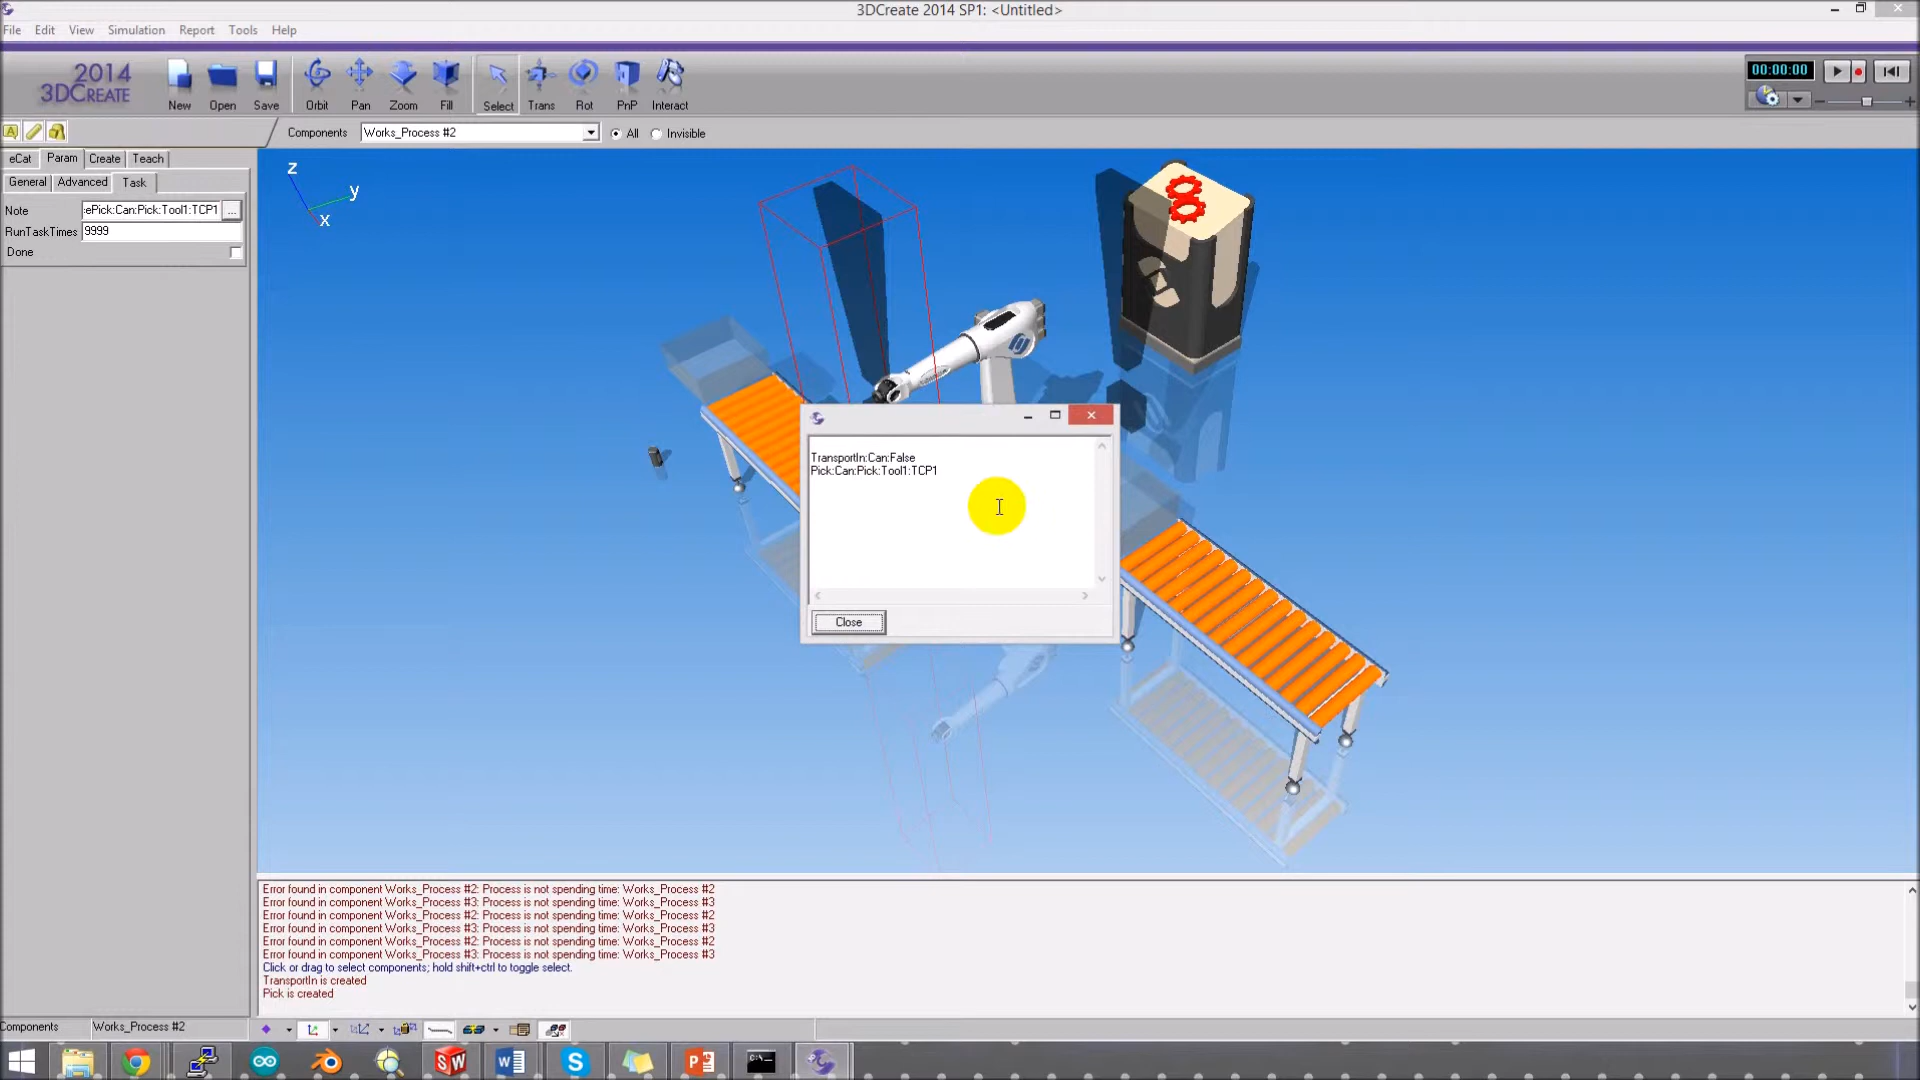 3DCreate 2014 SP1: <Untitled>
File Edit View Simulation Report Tools Help
2014
3DCREATE
New Open Save Orbit Pan Zoom Fill Select Trans Rot PnP Interact
00:00:00
Components Works_Process #2 All Invisible
eCat Param Create Teach
General Advanced Task
Note ePick:Can:Pick:Tool1:TCP1 ...
RunTaskTimes 9999
Done
z
y
x
TransportIn:Can:False
Pick:Can:Pick:Tool1:TCP1
Close
Error found in component Works_Process #2: Process is not spending time: Works_Process #2
Error found in component Works_Process #3: Process is not spending time: Works_Process #3
Error found in component Works_Process #2: Process is not spending time: Works_Process #2
Error found in component Works_Process #3: Process is not spending time: Works_Process #3
Error found in component Works_Process #2: Process is not spending time: Works_Process #2
Error found in component Works_Process #3: Process is not spending time: Works_Process #3
Click or drag to select components; hold shift+ctrl to toggle select.
TransportIn is created
Pick is created
Components Works_Process #2